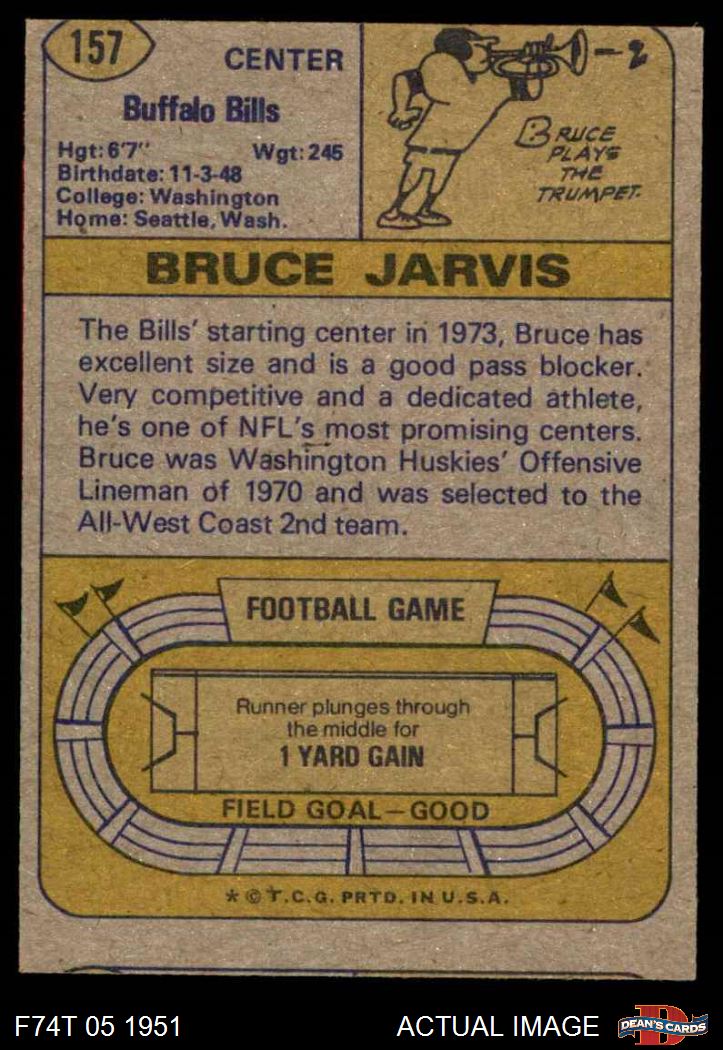 157
CENTER
Buffalo Bills
Hgt: 6'7" Wgt: 245
Birthdate: 11-3-48
College: Washington
Home: Seattle, Wash.
BRUCE
PLAYS
THE
TRUMPET.
BRUCE JARVIS
The Bills' starting center in 1973, Bruce has
excellent size and is a good pass blocker.
Very competitive and a dedicated athlete,
he's one of NFL's most promising centers.
Bruce was Washington Huskies' Offensive
Lineman of 1970 and was selected to the
All-West Coast 2nd team.
FOOTBALL GAME
Runner plunges through
the middle for
1 YARD GAIN
FIELD GOAL – GOOD
* © T.C.G. PRTD. IN U.S.A.
F74T 05 1951
ACTUAL IMAGE
DEAN'S CARDS